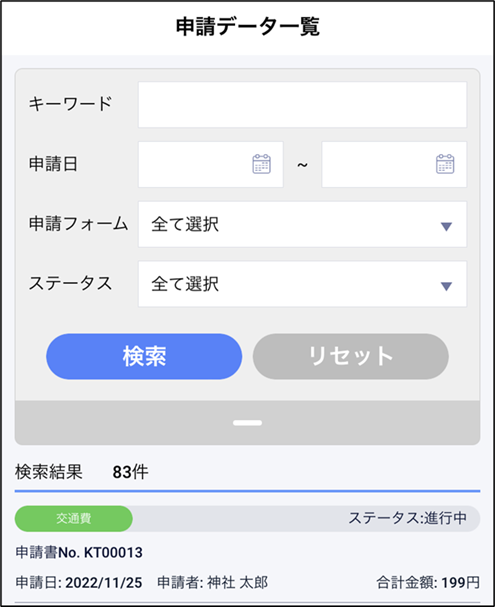 申請データ一覧
キーワード
申請日 ~
申請フォーム 全て選択
ステータス 全て選択
検索 リセット
検索結果 83件
交通費 ステータス:進行中
申請書No. KT00013
申請日: 2022/11/25 申請者: 神社 太郎 合計金額: 199円